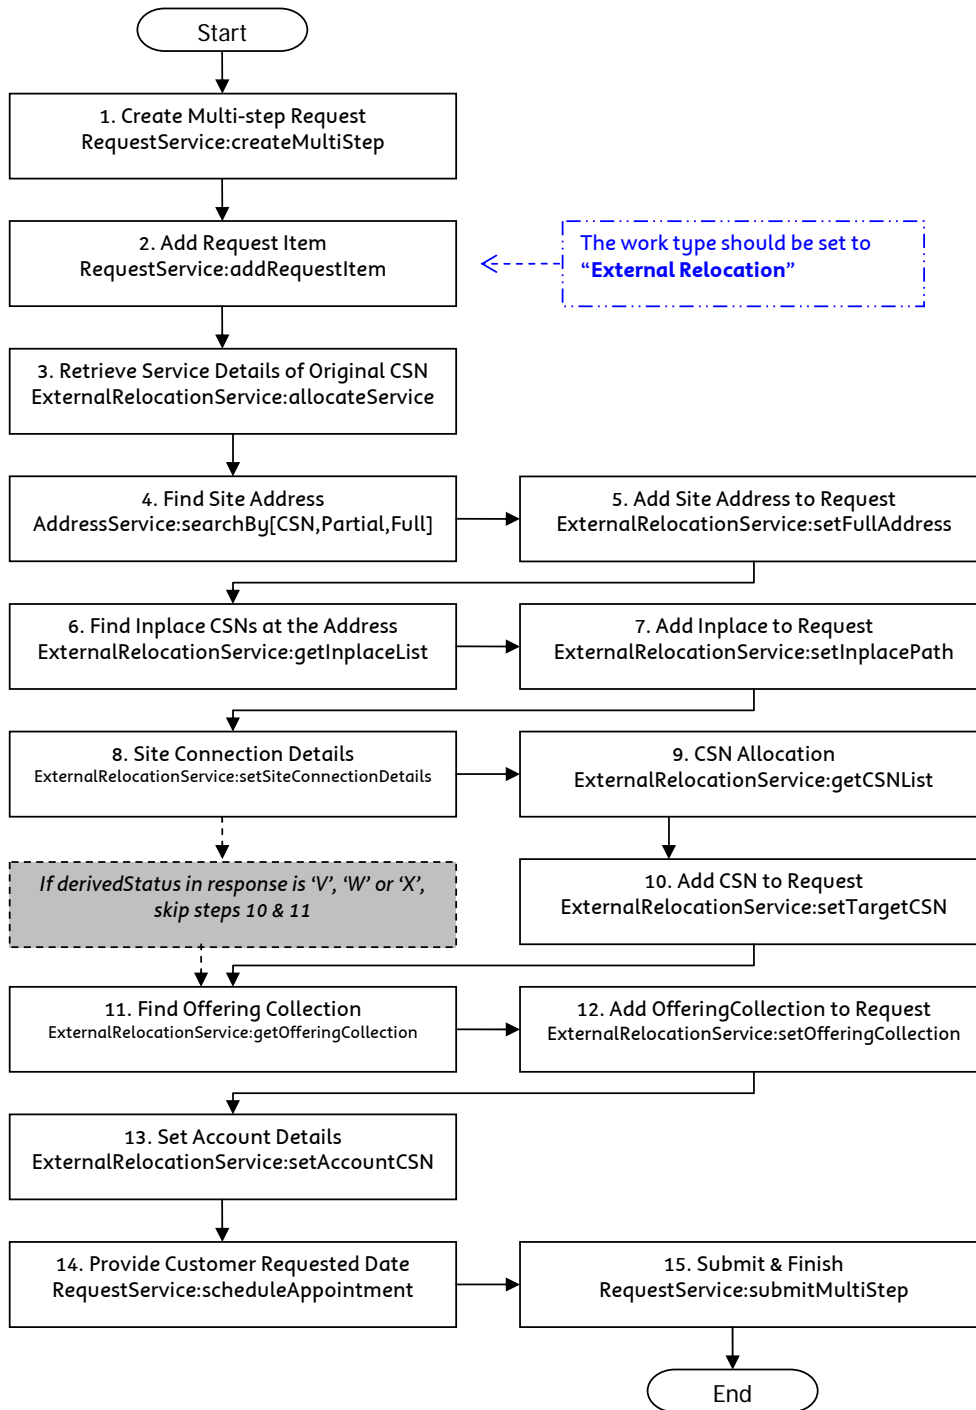 Start
1. Create Multi-step Request
RequestService:createMultiStep
2. Add Request Item
RequestService:addRequestItem
The work type should be set to
“External Relocation”
3. Retrieve Service Details of Original CSN
ExternalRelocationService:allocateService
4. Find Site Address
AddressService:searchBy[CSN,Partial,Full]
5. Add Site Address to Request
ExternalRelocationService:setFullAddress
6. Find Inplace CSNs at the Address
ExternalRelocationService:getInplaceList
7. Add Inplace to Request
ExternalRelocationService:setInplacePath
8. Site Connection Details
ExternalRelocationService:setSiteConnectionDetails
9. CSN Allocation
ExternalRelocationService:getCSNList
If derivedStatus in response is ‘V’, ‘W’ or ‘X’,
skip steps 10 & 11
10. Add CSN to Request
ExternalRelocationService:setTargetCSN
11. Find Offering Collection
ExternalRelocationService:getOfferingCollection
12. Add OfferingCollection to Request
ExternalRelocationService:setOfferingCollection
13. Set Account Details
ExternalRelocationService:setAccountCSN
14. Provide Customer Requested Date
RequestService:scheduleAppointment
15. Submit & Finish
RequestService:submitMultiStep
End